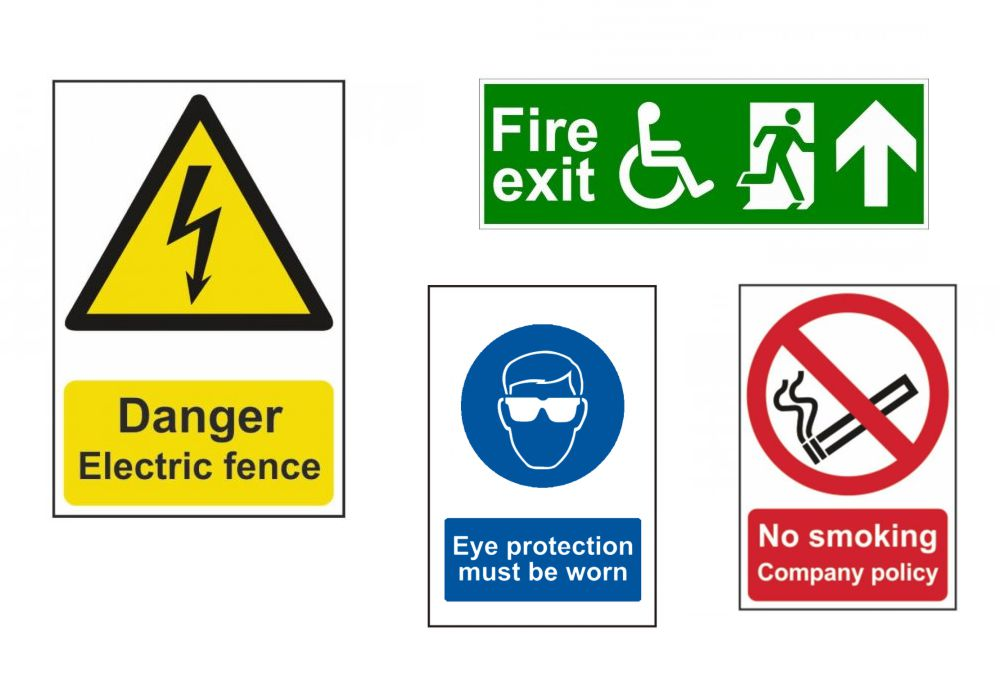 Danger
Electric fence
Fire
exit
Eye protection
must be worn
No smoking
Company policy